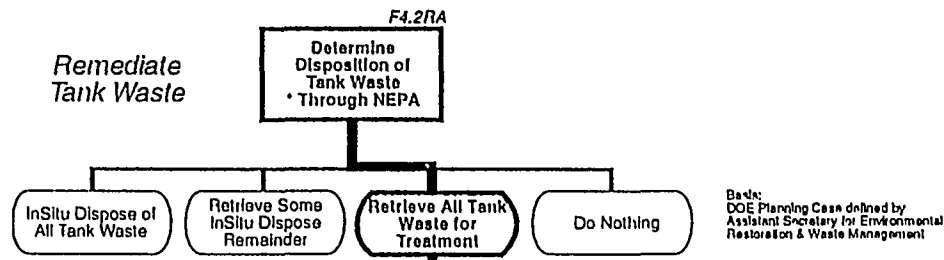 F4.2RA
Remediate
Tank Waste
Determine
Disposition of
Tank Waste
* Through NEPA
InSitu Dispose of
All Tank Waste
Retrieve Some
InSitu Dispose
Remainder
Retrieve All Tank
Waste for
Treatment
Do Nothing
Basis:
DOE Planning Case defined by
Assistant Secretary for Environmental
Restoration & Waste Management